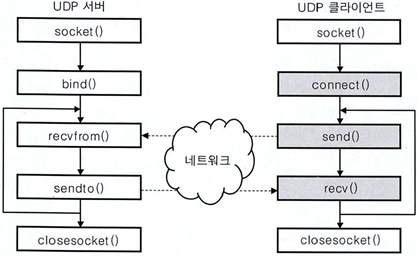 UDP 서버
socket()
bind()
recvfrom()
sendto()
closesocket()
네트워크
UDP 클라이언트
socket()
connect()
send()
recv()
closesocket()